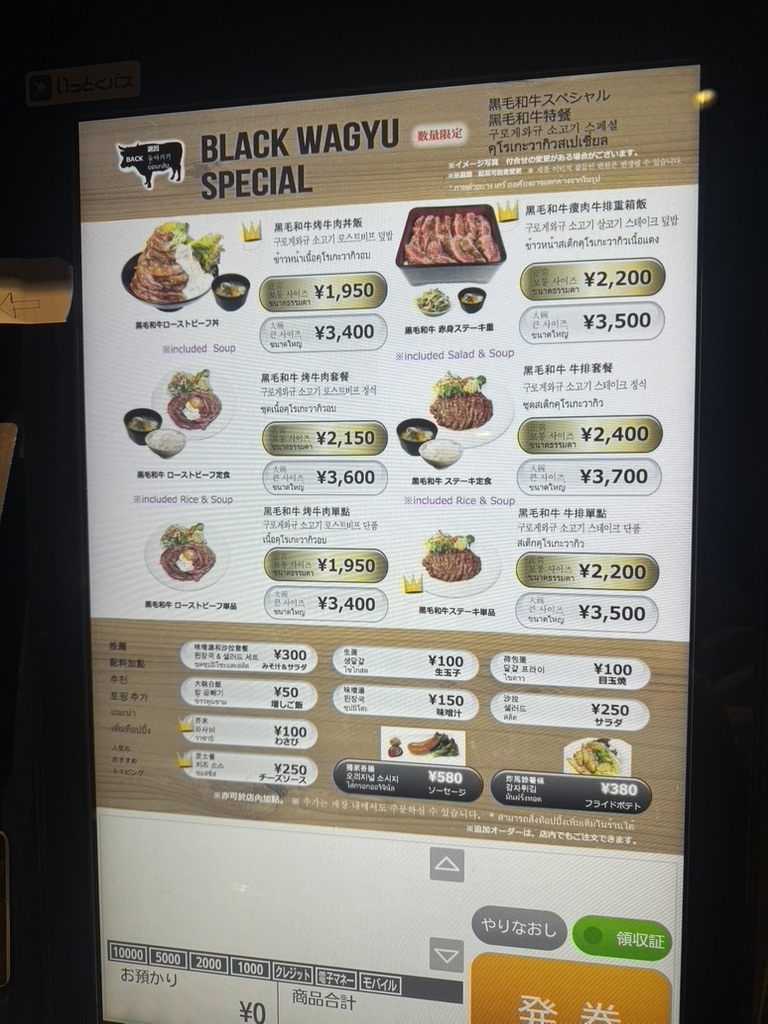 いっとくパス
BACK 返回
돌아가기
BLACK WAGYU
SPECIAL
数量限定
黒毛和牛スペシャル
黑毛和牛特餐
구로게와규 소고기 스페셜
คุโรเกะวากิวสเปเชียล
※イメージ写真 付合せの変更がある場合がございます。
黑毛和牛烤牛肉丼飯
구로게와규 소고기 로스트비프 덮밥
ข้าวหน้าเนื้อคุโรเกะวากิวอบ
正常
보통 사이즈
ขนาดธรรมดา
¥1,950
大碗
큰 사이즈
ขนาดใหญ่
¥3,400
黒毛和牛ローストビーフ丼
※included Soup
黑毛和牛瘦肉牛排重箱飯
구로게와규 소고기 살고기 스테이크 덮밥
ข้าวหน้าสเต็กคุโรเกะวากิวเนื้อแดง
正常
보통 사이즈
ขนาดธรรมดา
¥2,200
大碗
큰 사이즈
ขนาดใหญ่
¥3,500
黒毛和牛 赤身ステーキ重
※included Salad & Soup
黑毛和牛 烤牛肉套餐
구로게와규 소고기 로스트비프 정식
ชุดเนื้อคุโรเกะวากิวอบ
正常
보통 사이즈
ขนาดธรรมดา
¥2,150
大碗
큰 사이즈
ขนาดใหญ่
¥3,600
黒毛和牛 ローストビーフ定食
※included Rice & Soup
黑毛和牛 牛排套餐
구로게와규 소고기 스테이크 정식
ชุดสเต็กคุโรเกะวากิว
正常
보통 사이즈
ขนาดธรรมดา
¥2,400
大碗
큰 사이즈
ขนาดใหญ่
¥3,700
黒毛和牛 ステーキ定食
※included Rice & Soup
黑毛和牛 烤牛肉單點
구로게와규 소고기 로스트비프 단품
เนื้อคุโรเกะวากิวอบ
正常
보통 사이즈
ขนาดธรรมดา
¥1,950
大碗
큰 사이즈
ขนาดใหญ่
¥3,400
黒毛和牛 ローストビーフ単品
黑毛和牛 牛排單點
구로게와규 소고기 스테이크 단품
สเต็กคุโรเกะวากิว
正常
보통 사이즈
ขนาดธรรมดา
¥2,200
大碗
큰 사이즈
ขนาดใหญ่
¥3,500
黒毛和牛ステーキ単品
推薦
配料加點
추천
토핑 추가
แนะนำ
เพิ่มท็อปปิ้ง
人気の
おすすめ
トッピング
味噌湯和沙拉套餐
된장국 & 샐러드 세트
ชุดซุปมิโซะและสลัด
¥300
みそ汁&サラダ
大碗白飯
밥 곱빼기
ข้าวพูนชาม
¥50
増しご飯
芥末
와사비
วาซาบิ
¥100
わさび
芝士醬
치즈 소스
ซอสชีส
¥250
チーズソース
生蛋
생달걀
ไข่ไก่สด
¥100
生玉子
味噌湯
된장국
ซุปมิโซะ
¥150
味噌汁
獨家香腸
오리지널 소시지
ไส้กรอกออริจินัล
¥580
ソーセージ
荷包蛋
달걀 프라이
ไข่ดาว
¥100
目玉焼
沙拉
샐러드
สลัด
¥250
サラダ
炸馬鈴薯條
감자튀김
มันฝรั่งทอด
¥380
フライドポテト
※亦可於店內加點。 ※ 추가는 매장 내에서도 주문하실 수 있습니다. * สามารถสั่งท็อปปิ้งเพิ่มเติมในร้านได้
※追加オーダーは、店内でもご注文できます。
やりなおし
領収証
10000 5000 2000 1000 クレジット 電子マネー モバイル
お預かり
¥0
商品合計
発券